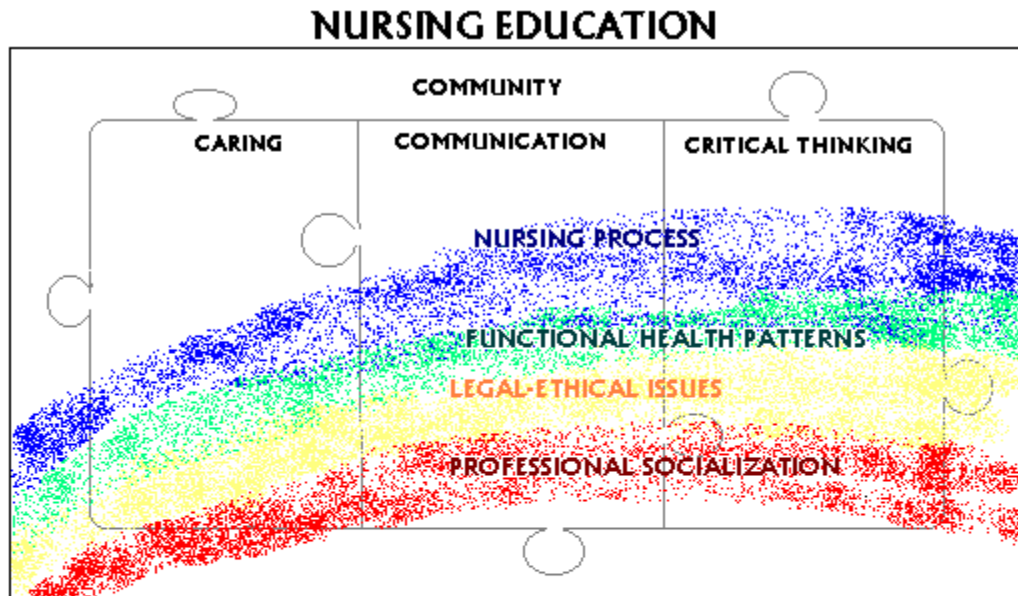 NURSING EDUCATION
COMMUNITY
CARING
COMMUNICATION
CRITICAL THINKING
NURSING PROCESS
FUNCTIONAL HEALTH PATTERNS
LEGAL-ETHICAL ISSUES
PROFESSIONAL SOCIALIZATION